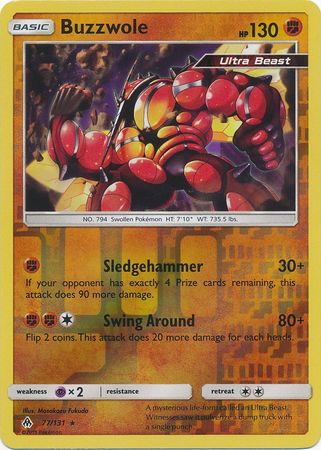 BASIC Buzzwole HP 130
Ultra Beast
NO. 794 Swollen Pokémon HT: 7'10" WT: 735.5 lbs.
Sledgehammer 30+
If your opponent has exactly 4 Prize cards remaining, this
attack does 90 more damage.
Swing Around 80+
Flip 2 coins. This attack does 20 more damage for each heads.
weakness ×2 resistance retreat
Illus. Masakazu Fukuda
77/131 ★
©2018 Pokémon
A mysterious life-form called an Ultra Beast.
Witnesses saw it pulverize a dump truck with
a single punch.